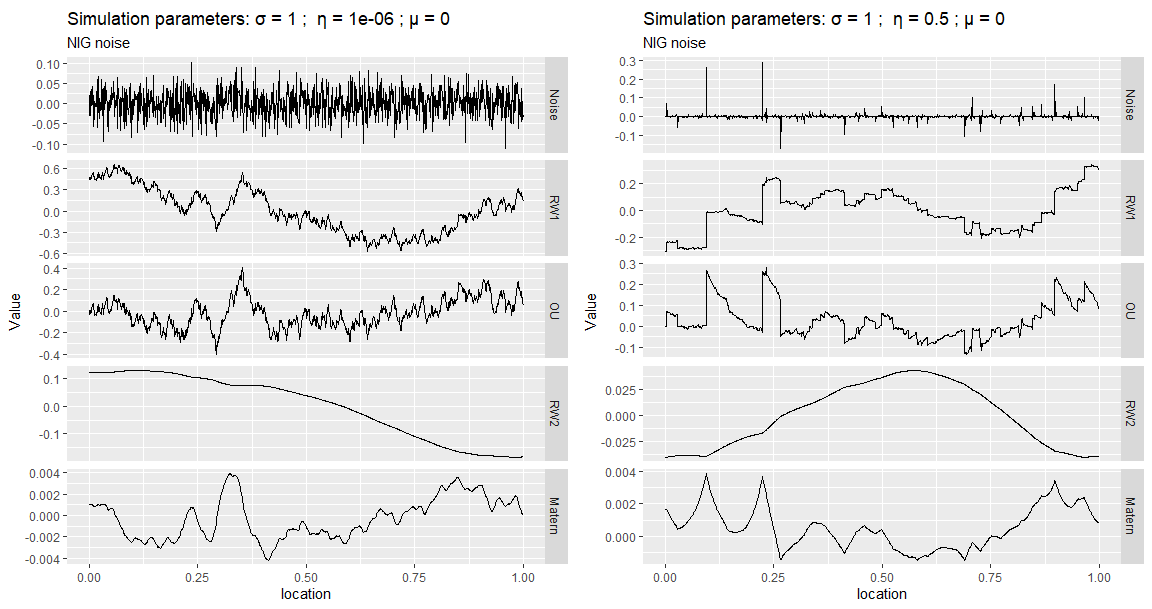 Simulation parameters: σ = 1 ;  η = 1e-06 ; μ = 0
NIG noise
Value
0.10
0.05
0.00
-0.05
-0.10
Noise
0.6
0.3
0.0
-0.3
-0.6
RW1
0.4
0.2
0.0
-0.2
-0.4
OU
0.1
0.0
-0.1
RW2
0.004
0.002
0.000
-0.002
-0.004
Matern
0.00 0.25 0.50 0.75 1.00
location
Simulation parameters: σ = 1 ;  η = 0.5 ; μ = 0
NIG noise
Value
0.3
0.2
0.1
0.0
-0.1
Noise
0.2
0.0
-0.2
RW1
0.3
0.2
0.1
0.0
-0.1
OU
0.025
0.000
-0.025
RW2
0.004
0.002
0.000
Matern
0.00 0.25 0.50 0.75 1.00
location